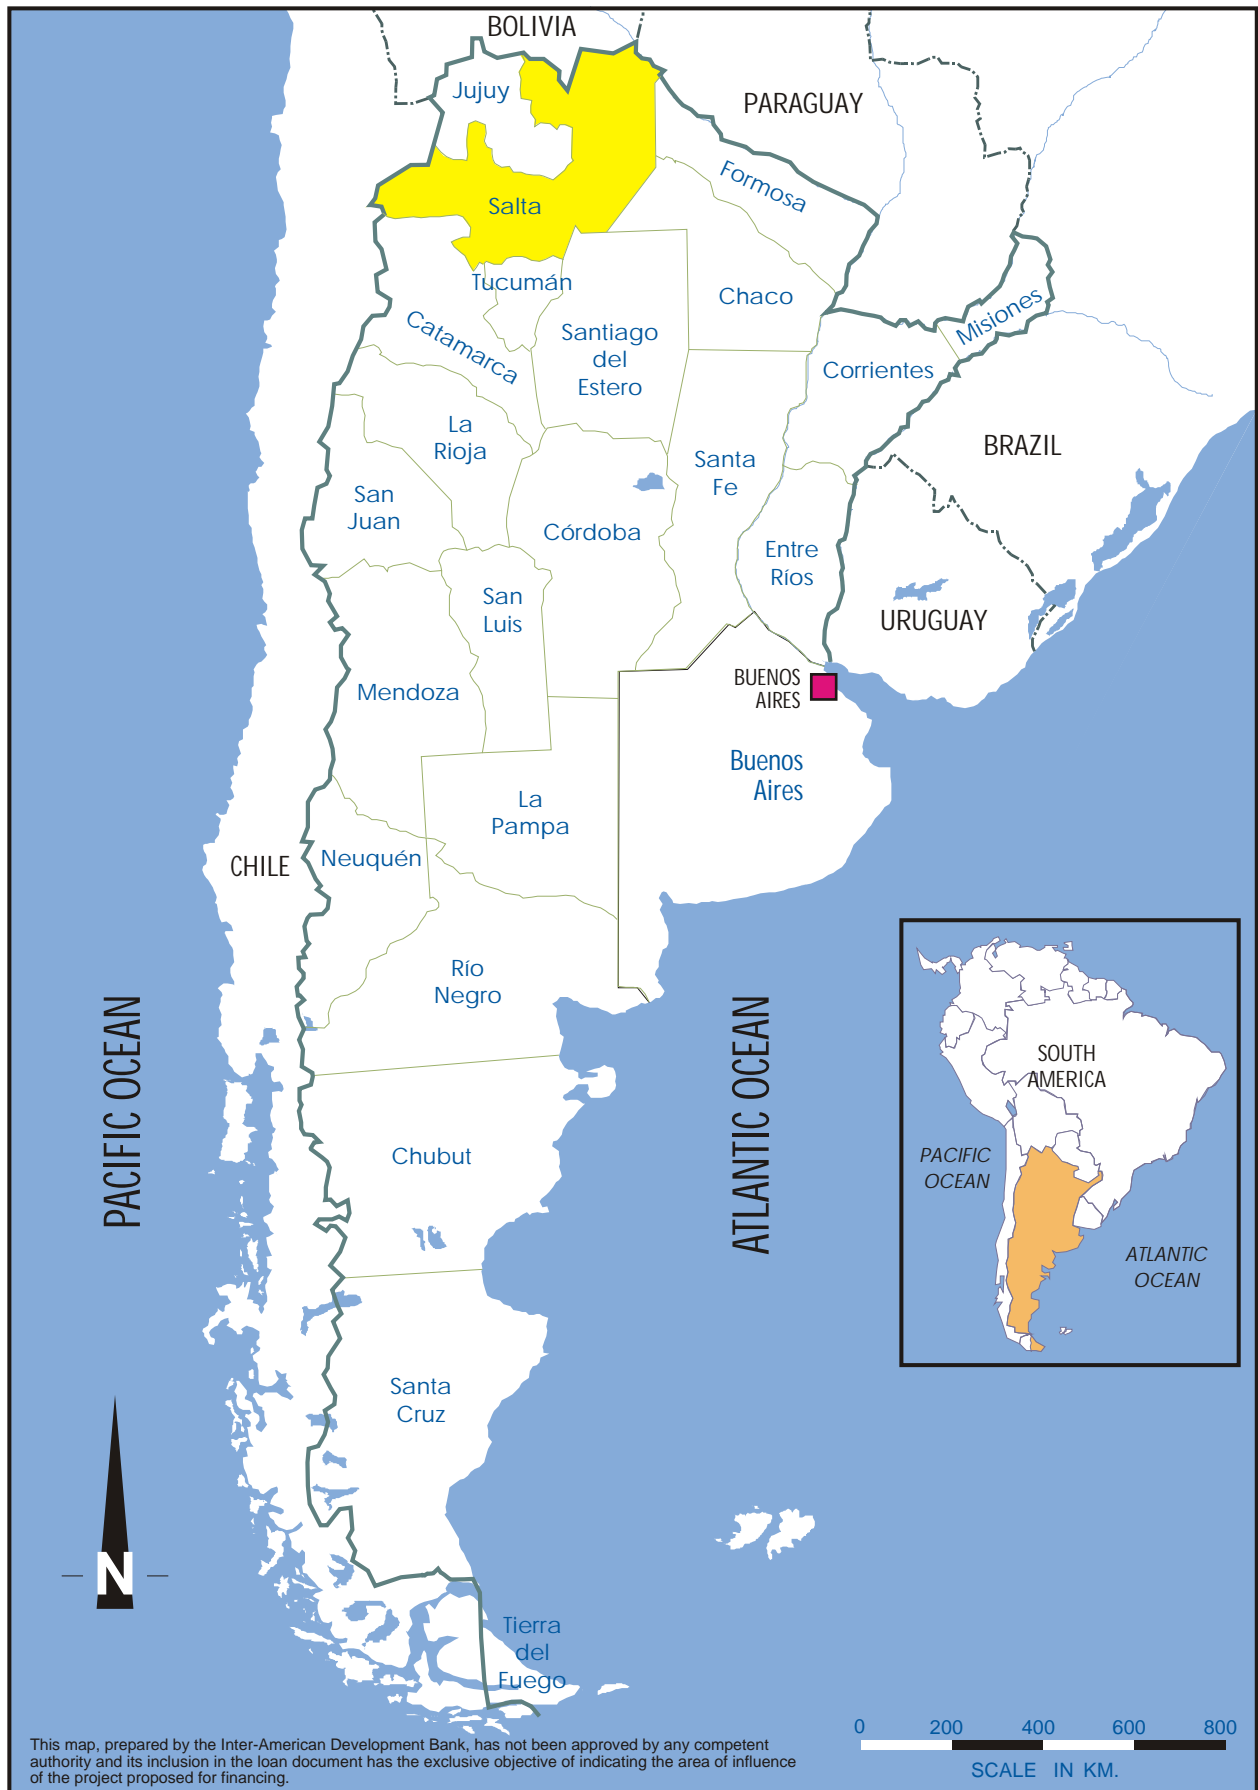 BOLIVIA
Jujuy
PARAGUAY
Formosa
Salta
Tucumán
Chaco
Misiones
Catamarca
Santiago
del
Estero
Corrientes
La
Rioja
BRAZIL
Santa
Fe
San
Juan
Córdoba
Entre
Ríos
San
Luis
URUGUAY
BUENOS
AIRES
Mendoza
Buenos
Aires
La
Pampa
CHILE
Neuquén
Río
Negro
PACIFIC OCEAN
ATLANTIC OCEAN
SOUTH
AMERICA
PACIFIC
OCEAN
ATLANTIC
OCEAN
Chubut
Santa
Cruz
N
Tierra
del
Fuego
0 200 400 600 800
SCALE IN KM.
This map, prepared by the Inter-American Development Bank, has not been approved by any competent
authority and its inclusion in the loan document has the exclusive objective of indicating the area of influence
of the project proposed for financing.